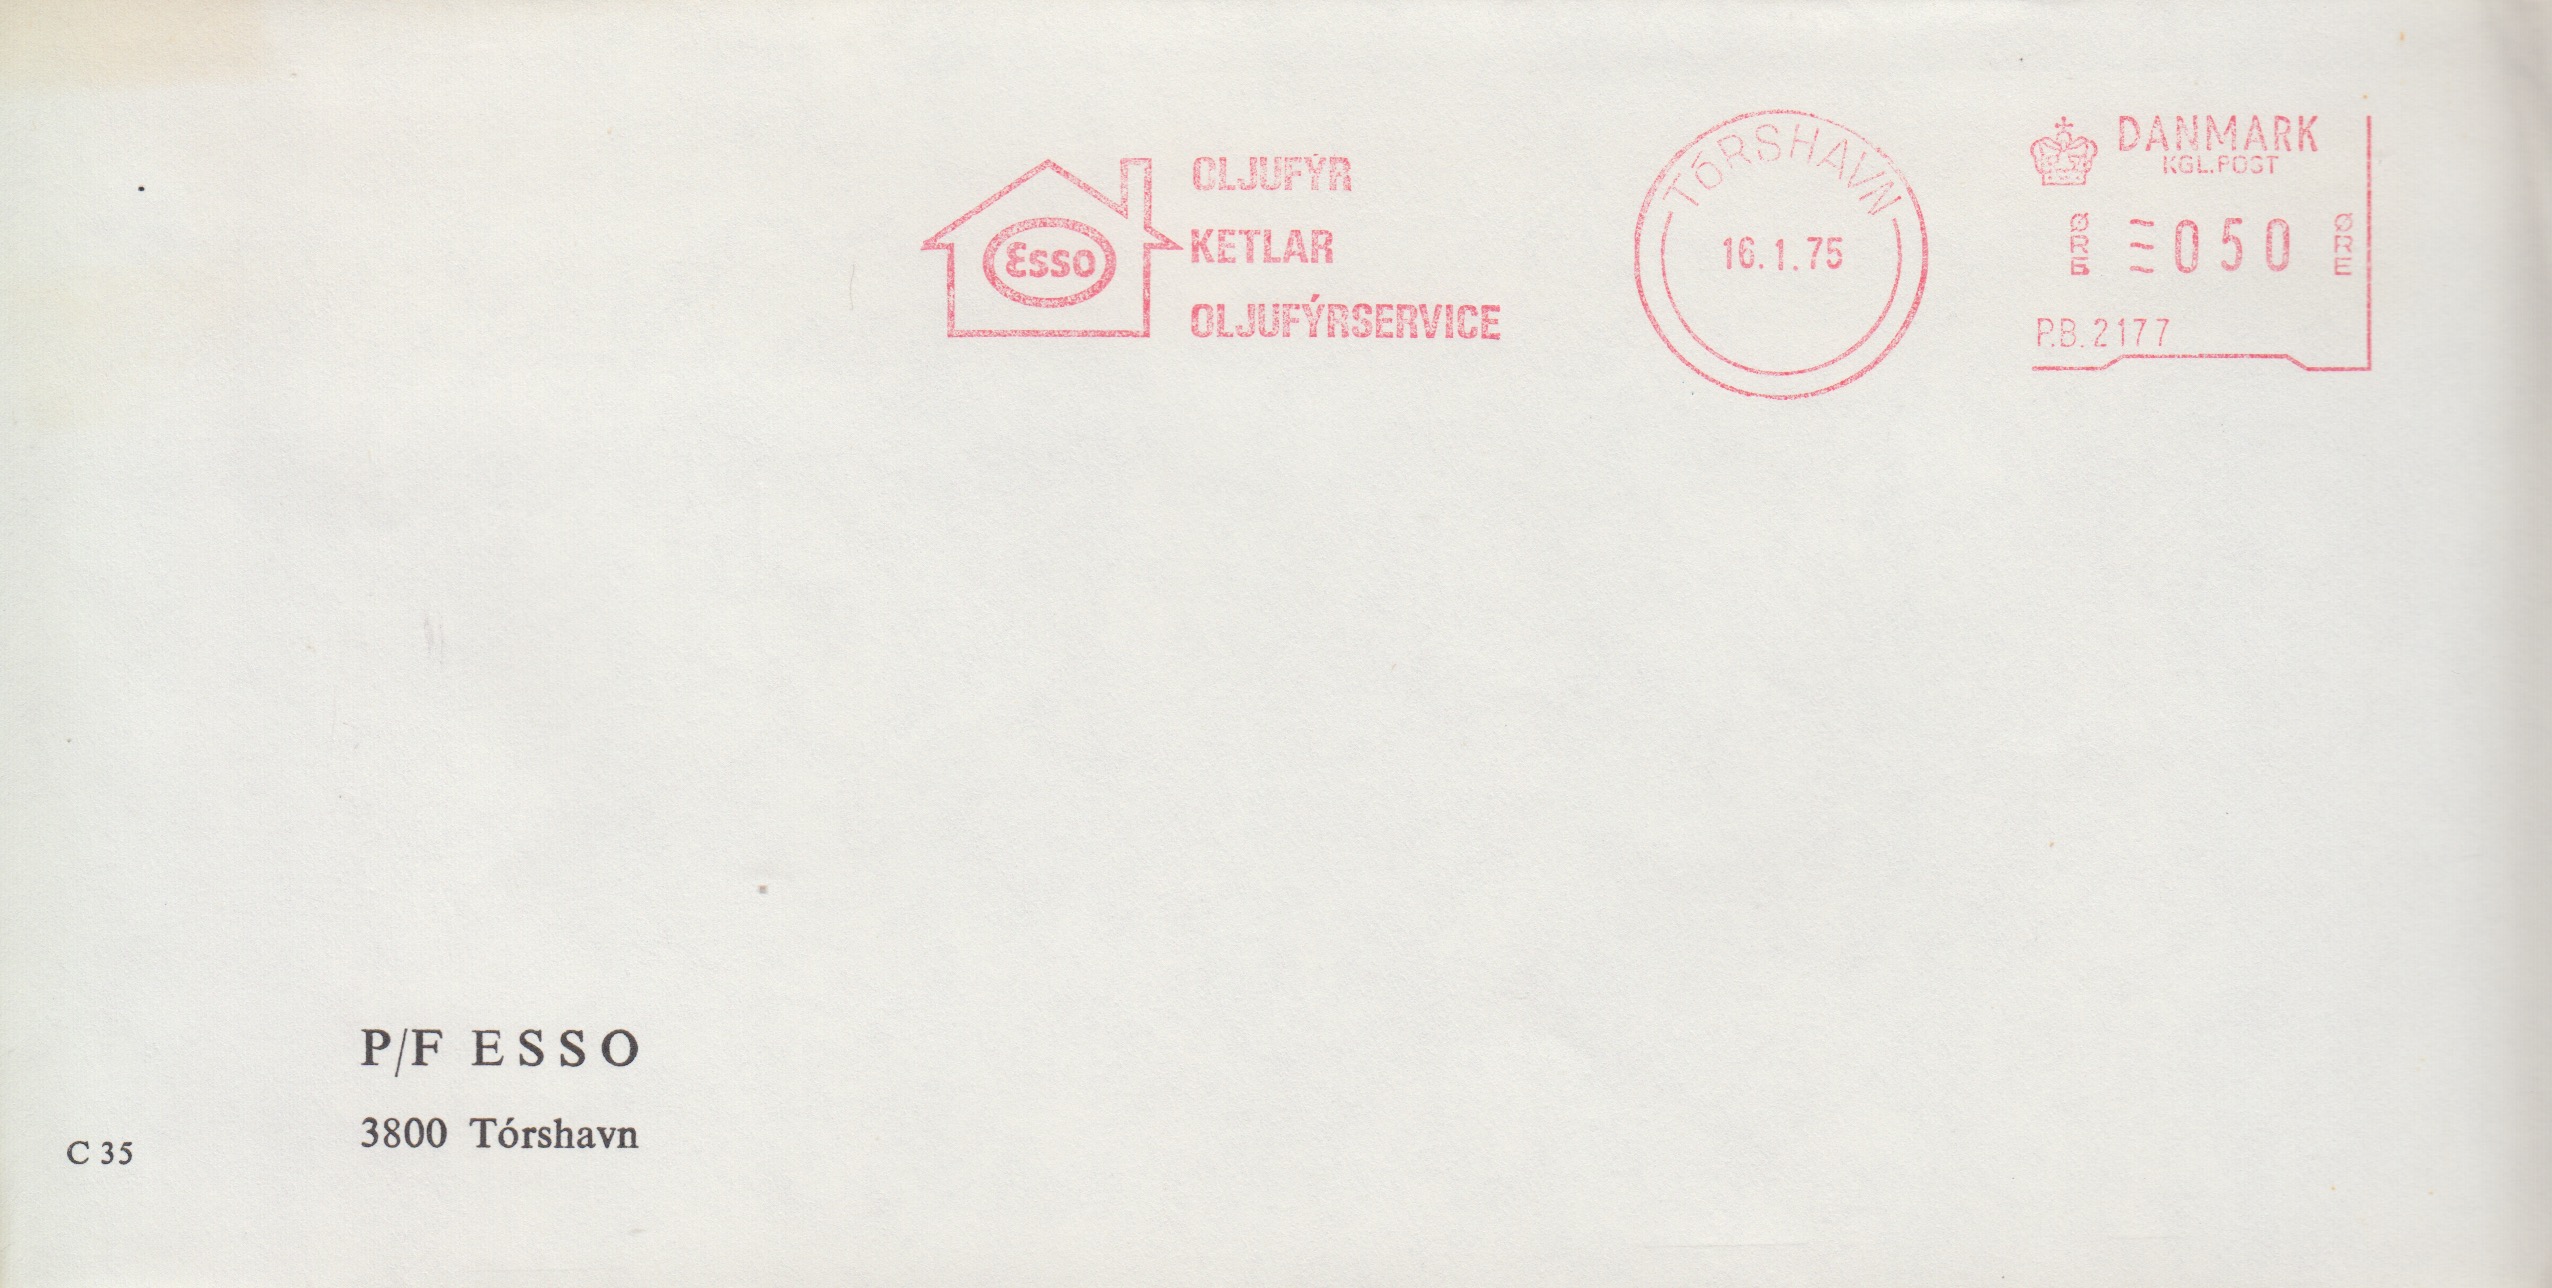 OLJUFÝR
Esso
KETLAR
OLJUFÝRSERVICE
TÓRSHAVN
16.1.75
DANMARK
KGL.POST
ØRE
050
ØRE
P.B. 2177
P/F ESSO
3800 Tórshavn
C 35